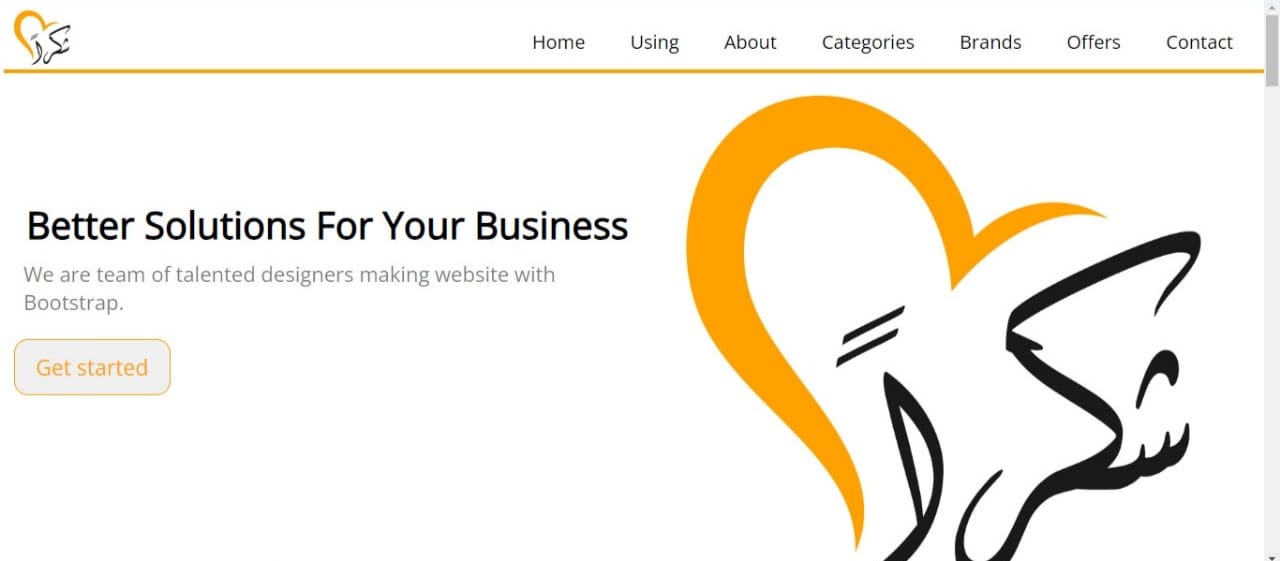 شكراً
Home Using About Categories Brands Offers Contact
Better Solutions For Your Business
We are team of talented designers making website with
Bootstrap.
Get started
شكراً